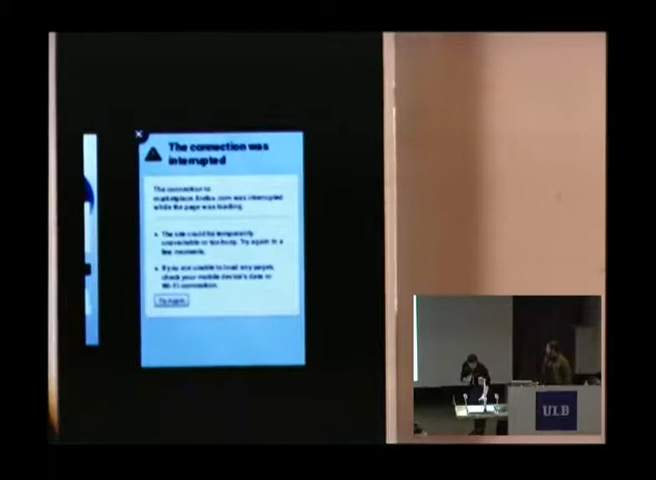 The connection was
interrupted
The connection to
marketplace.firefox.com was interrupted
while the page was loading.
The site could be temporarily
unavailable or too busy. Try again in a
few moments.
If you are unable to load any pages,
check your mobile device's data or
Wi-Fi connection.
Try Again
ULB